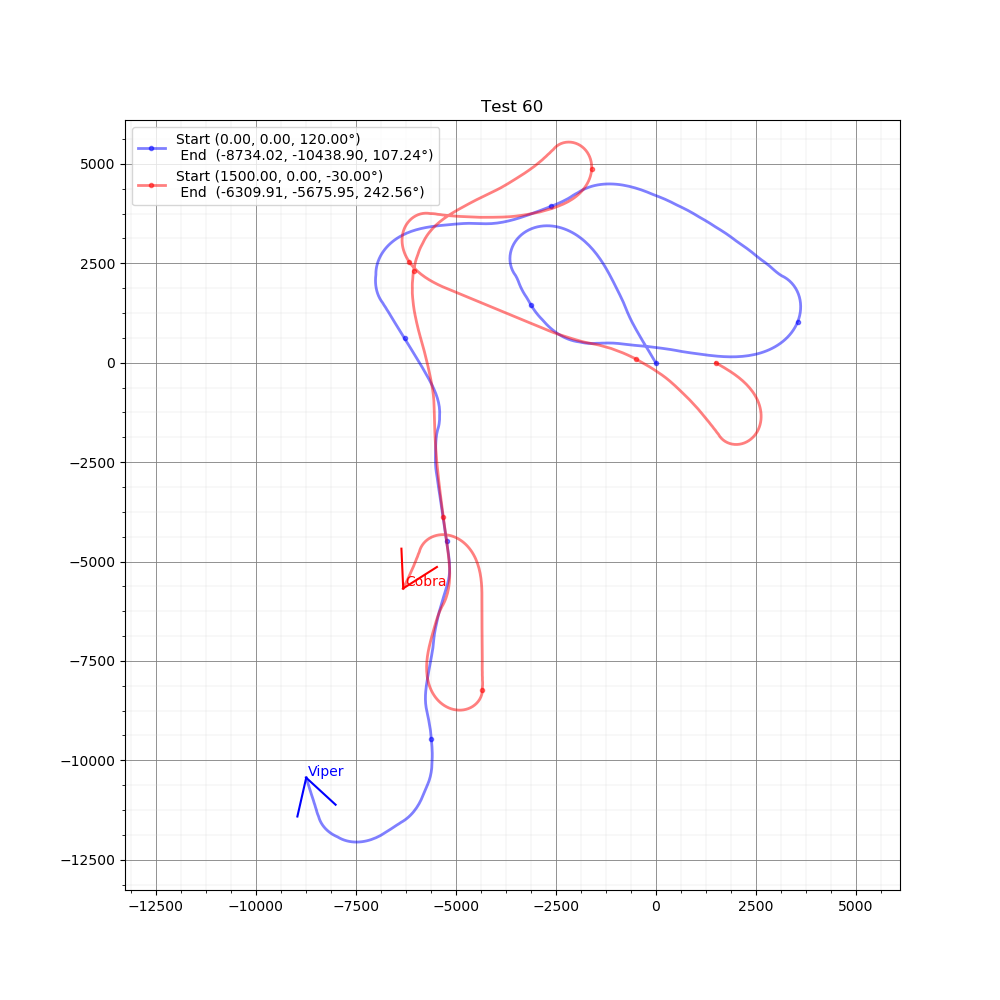 Test 60
Start (0.00, 0.00, 120.00°)
End (-8734.02, -10438.90, 107.24°)
Start (1500.00, 0.00, -30.00°)
End (-6309.91, -5675.95, 242.56°)
5000
2500
0
−2500
−5000
−7500
−10000
−12500
Cobra
Viper
−12500 −10000 −7500 −5000 −2500 0 2500 5000